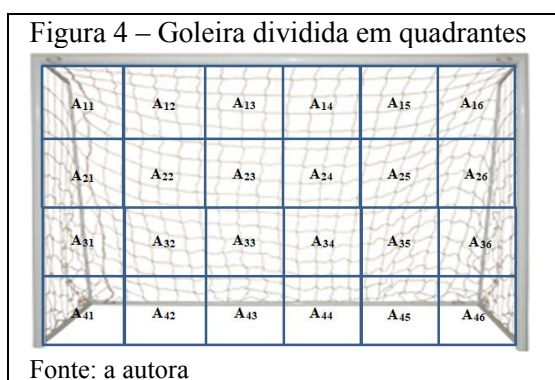 Figura 4 – Goleira dividida em quadrantes
A11 A12 A13 A14 A15 A16
A21 A22 A23 A24 A25 A26
A31 A32 A33 A34 A35 A36
A41 A42 A43 A44 A45 A46
Fonte: a autora